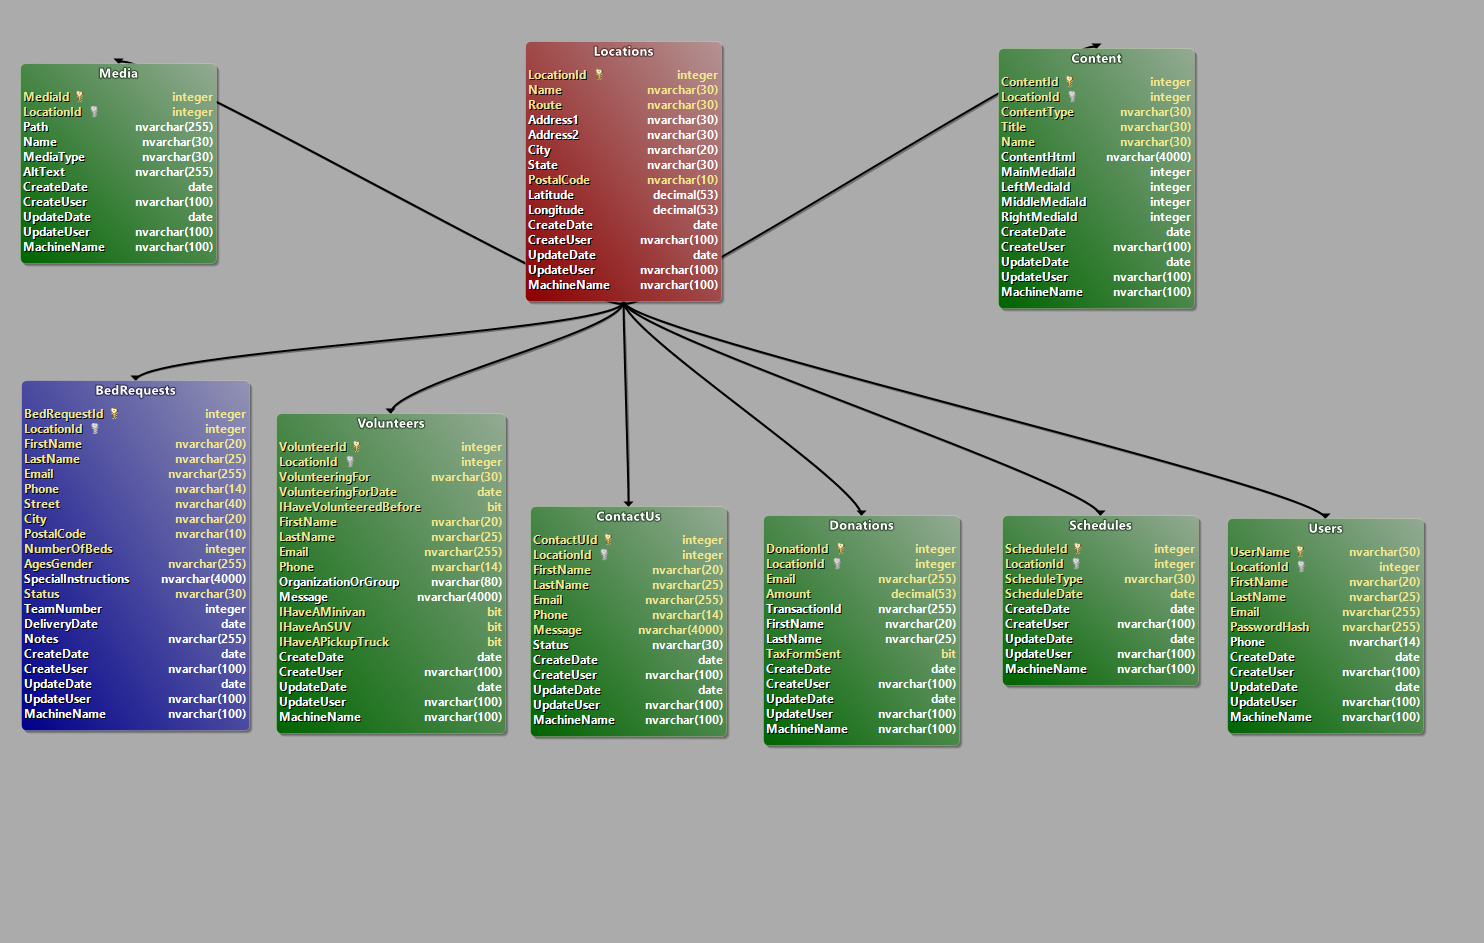 Media
MediaId integer
LocationId integer
Path nvarchar(255)
Name nvarchar(30)
MediaType nvarchar(30)
AltText nvarchar(255)
CreateDate date
CreateUser nvarchar(100)
UpdateDate date
UpdateUser nvarchar(100)
MachineName nvarchar(100)
Locations
LocationId integer
Name nvarchar(30)
Route nvarchar(30)
Address1 nvarchar(30)
Address2 nvarchar(30)
City nvarchar(20)
State nvarchar(30)
PostalCode nvarchar(10)
Latitude decimal(53)
Longitude decimal(53)
CreateDate date
CreateUser nvarchar(100)
UpdateDate date
UpdateUser nvarchar(100)
MachineName nvarchar(100)
Content
ContentId integer
LocationId integer
ContentType nvarchar(30)
Title nvarchar(30)
Name nvarchar(30)
ContentHtml nvarchar(4000)
MainMediaId integer
LeftMediaId integer
MiddleMediaId integer
RightMediaId integer
CreateDate date
CreateUser nvarchar(100)
UpdateDate date
UpdateUser nvarchar(100)
MachineName nvarchar(100)
BedRequests
BedRequestId integer
LocationId integer
FirstName nvarchar(20)
LastName nvarchar(25)
Email nvarchar(255)
Phone nvarchar(14)
Street nvarchar(40)
City nvarchar(20)
PostalCode nvarchar(10)
NumberOfBeds integer
AgesGender nvarchar(255)
SpecialInstructions nvarchar(4000)
Status nvarchar(30)
TeamNumber integer
DeliveryDate date
Notes nvarchar(255)
CreateDate date
CreateUser nvarchar(100)
UpdateDate date
UpdateUser nvarchar(100)
MachineName nvarchar(100)
Volunteers
VolunteerId integer
LocationId integer
VolunteeringFor nvarchar(30)
VolunteeringForDate date
IHaveVolunteeredBefore bit
FirstName nvarchar(20)
LastName nvarchar(25)
Email nvarchar(255)
Phone nvarchar(14)
OrganizationOrGroup nvarchar(80)
Message nvarchar(4000)
IHaveAMinivan bit
IHaveAnSUV bit
IHaveAPickupTruck bit
CreateDate date
CreateUser nvarchar(100)
UpdateDate date
UpdateUser nvarchar(100)
MachineName nvarchar(100)
ContactUs
ContactUId integer
LocationId integer
FirstName nvarchar(20)
LastName nvarchar(25)
Email nvarchar(255)
Phone nvarchar(14)
Message nvarchar(4000)
Status nvarchar(30)
CreateDate date
CreateUser nvarchar(100)
UpdateDate date
UpdateUser nvarchar(100)
MachineName nvarchar(100)
Donations
DonationId integer
LocationId integer
Email nvarchar(255)
Amount decimal(53)
TransactionId nvarchar(255)
FirstName nvarchar(20)
LastName nvarchar(25)
TaxFormSent bit
CreateDate date
CreateUser nvarchar(100)
UpdateDate date
UpdateUser nvarchar(100)
MachineName nvarchar(100)
Schedules
ScheduleId integer
LocationId integer
ScheduleType nvarchar(30)
ScheduleDate date
CreateDate date
CreateUser nvarchar(100)
UpdateDate date
UpdateUser nvarchar(100)
MachineName nvarchar(100)
Users
UserName nvarchar(50)
LocationId integer
FirstName nvarchar(20)
LastName nvarchar(25)
Email nvarchar(255)
PasswordHash nvarchar(255)
Phone nvarchar(14)
CreateDate date
CreateUser nvarchar(100)
UpdateDate date
UpdateUser nvarchar(100)
MachineName nvarchar(100)